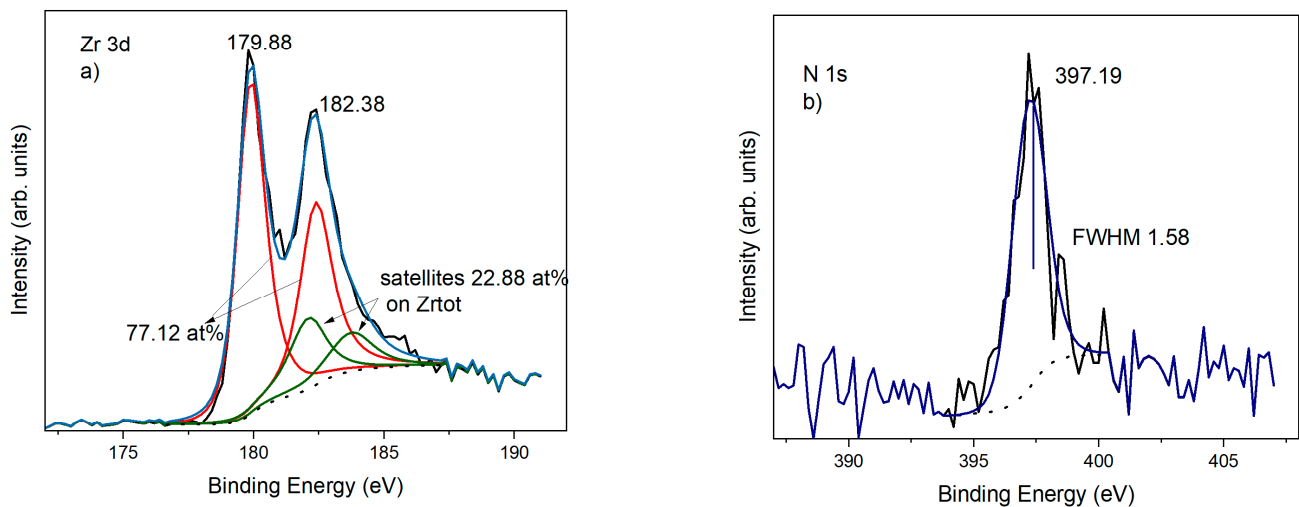 Zr 3d
a)
179.88
182.38
satellites 22.88 at%
on Zrtot
77.12 at%
Intensity (arb. units)
175
180
185
190
Binding Energy (eV)
N 1s
b)
397.19
FWHM 1.58
Intensity (arb. units)
390
395
400
405
Binding Energy (eV)